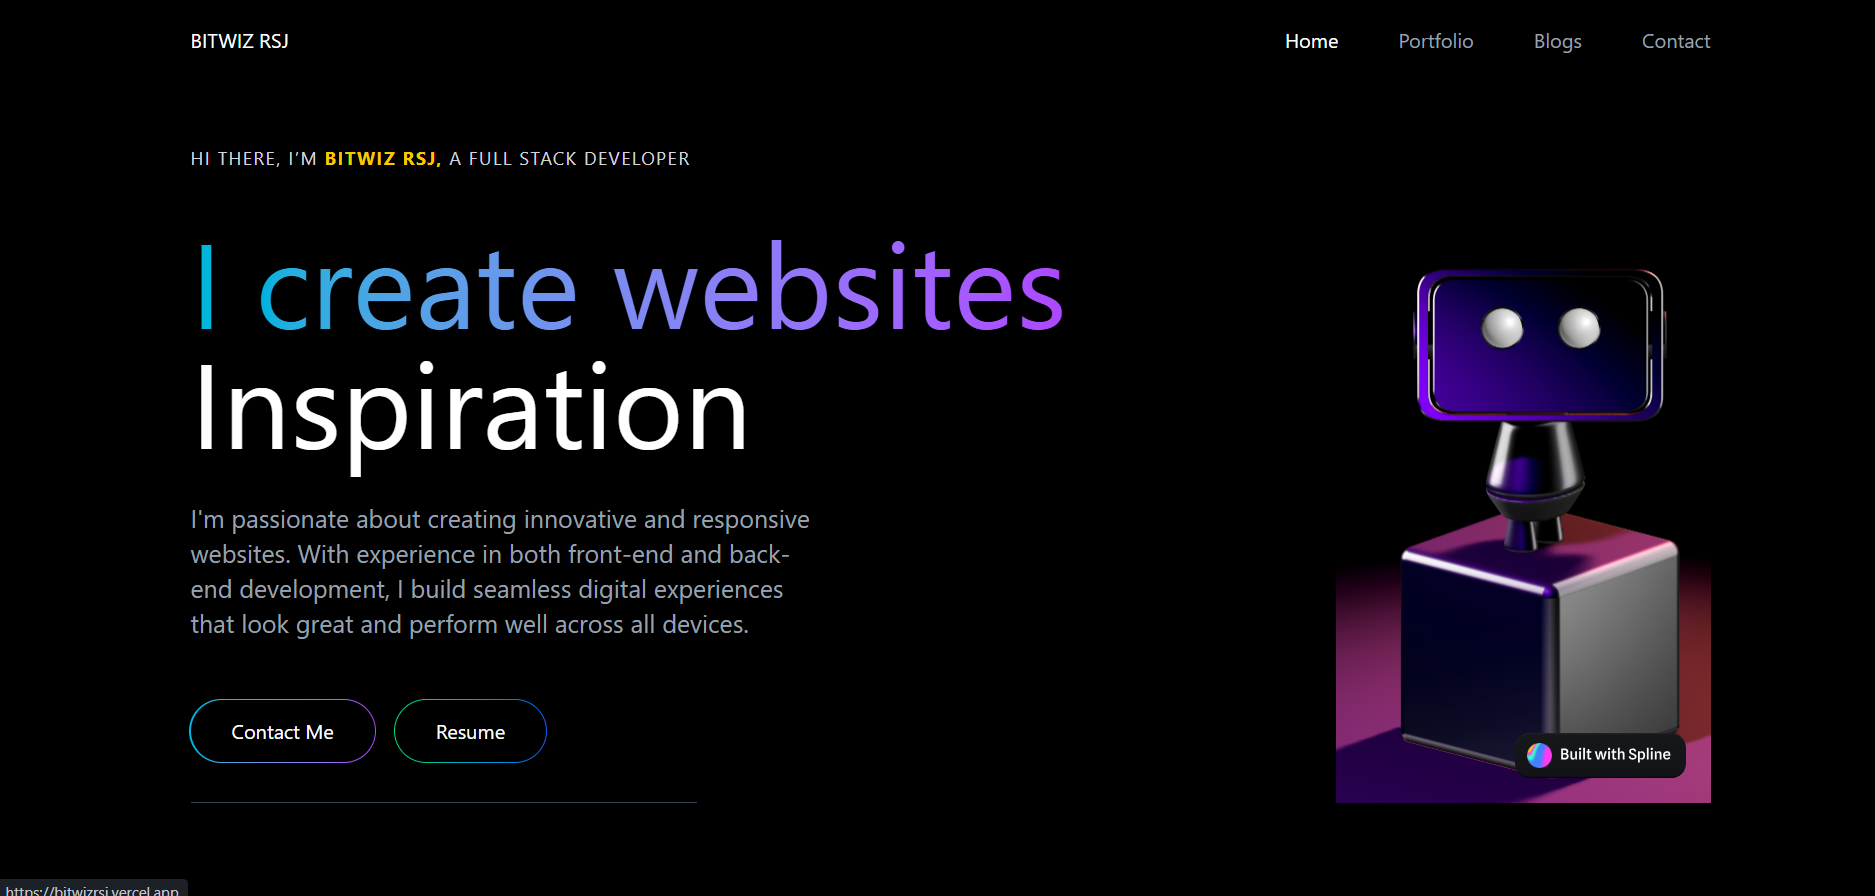 BITWIZ RSJ
Home Portfolio Blogs Contact
HI THERE, I'M BITWIZ RSJ, A FULL STACK DEVELOPER
I create websites
Inspiration
I'm passionate about creating innovative and responsive
websites. With experience in both front-end and back-
end development, I build seamless digital experiences
that look great and perform well across all devices.
Contact Me Resume
Built with Spline
https://bitwizrsj.vercel.app